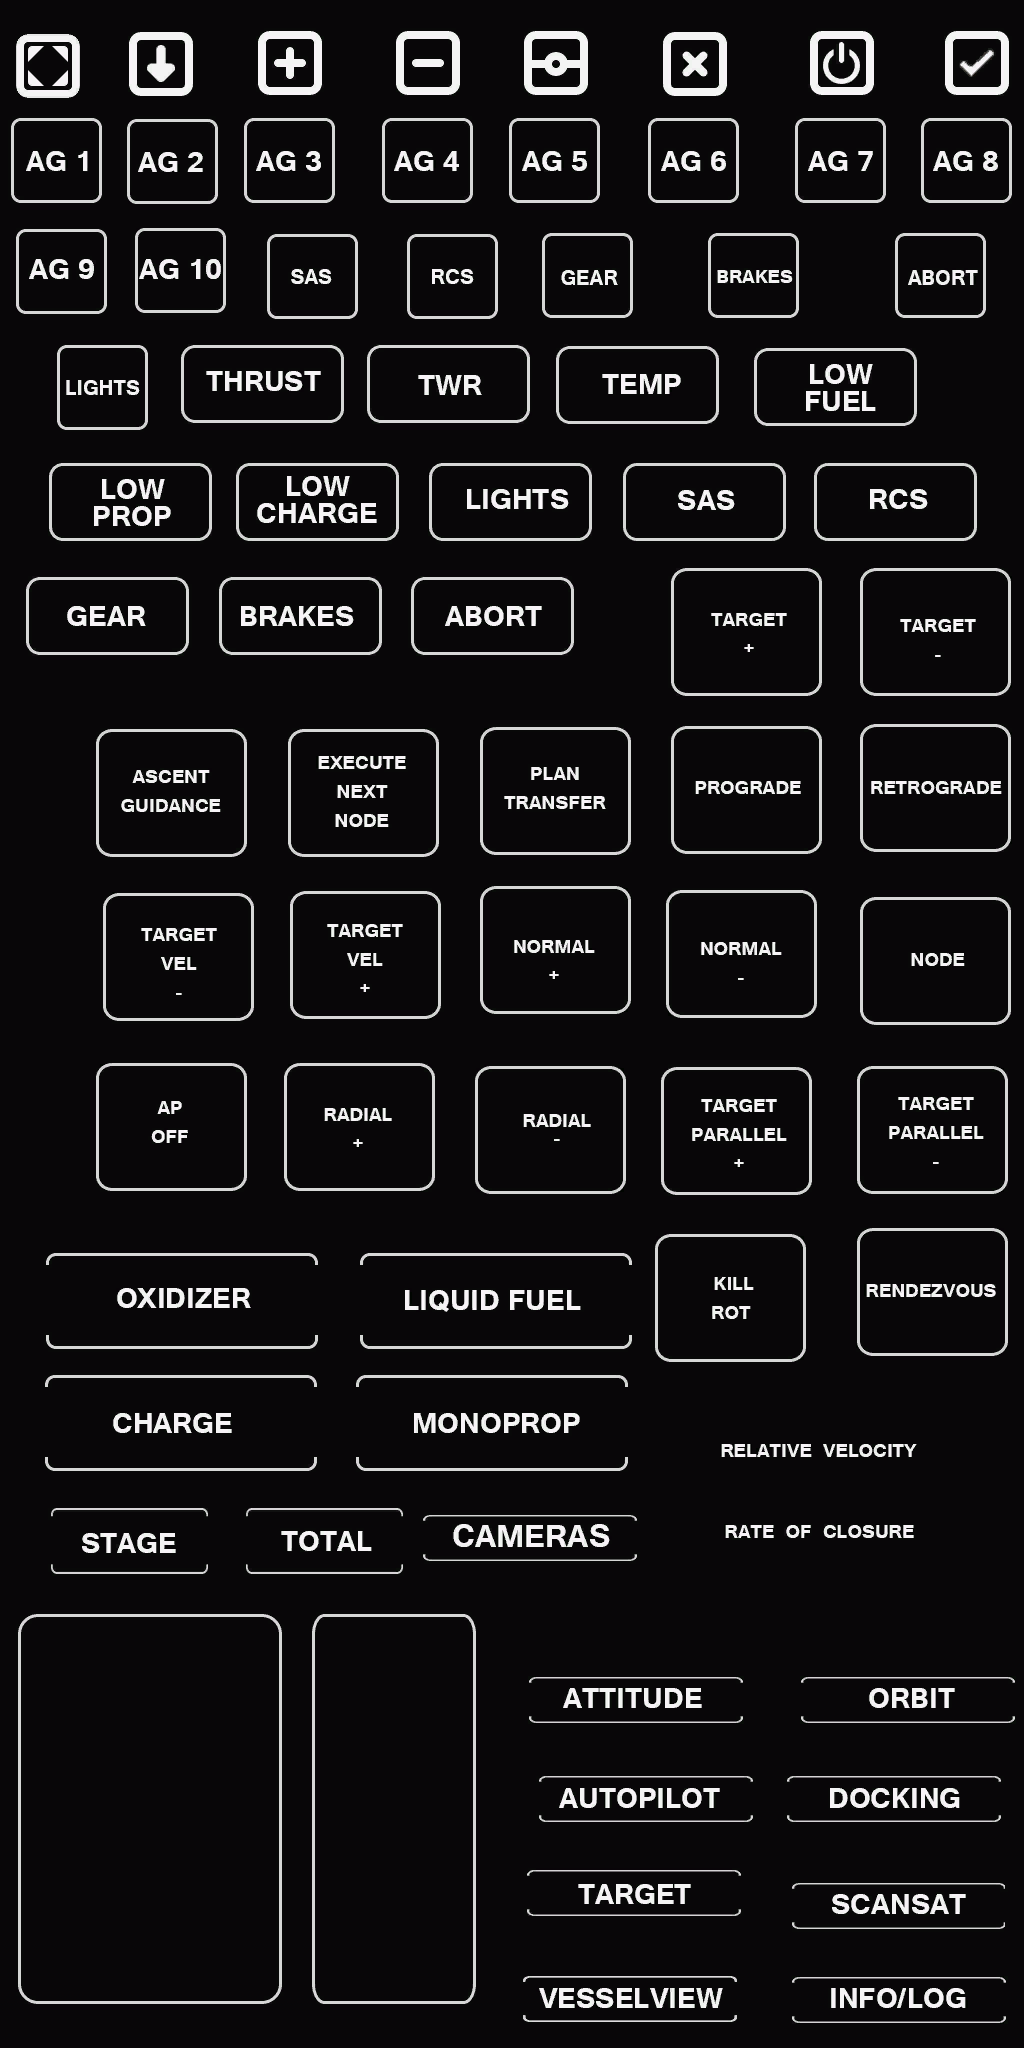 AG 1
AG 2
AG 3
AG 4
AG 5
AG 6
AG 7
AG 8
AG 9
AG 10
SAS
RCS
GEAR
BRAKES
ABORT
LIGHTS
THRUST
TWR
TEMP
LOW
FUEL
LOW
PROP
LOW
CHARGE
LIGHTS
SAS
RCS
GEAR
BRAKES
ABORT
TARGET
+
TARGET
-
ASCENT
GUIDANCE
EXECUTE
NEXT
NODE
PLAN
TRANSFER
PROGRADE
RETROGRADE
TARGET
VEL
-
TARGET
VEL
+
NORMAL
+
NORMAL
-
NODE
AP
OFF
RADIAL
+
RADIAL
-
TARGET
PARALLEL
+
TARGET
PARALLEL
-
OXIDIZER
LIQUID FUEL
KILL
ROT
RENDEZVOUS
CHARGE
MONOPROP
RELATIVE VELOCITY
STAGE
TOTAL
CAMERAS
RATE OF CLOSURE
ATTITUDE
ORBIT
AUTOPILOT
DOCKING
TARGET
SCANSAT
VESSELVIEW
INFO/LOG